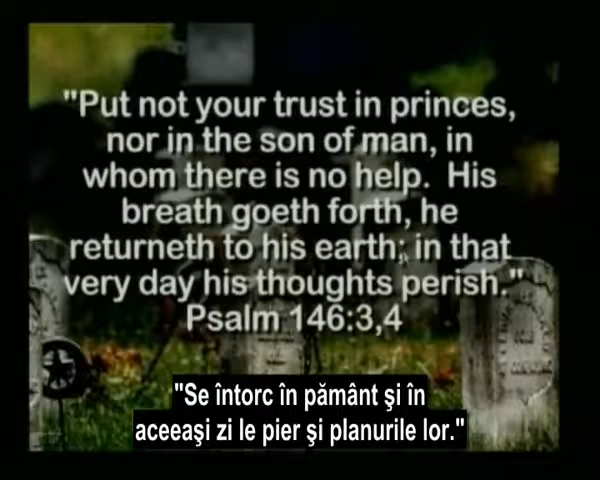 "Put not your trust in princes,
nor in the son of man, in
whom there is no help.  His
breath goeth forth, he
returneth to his earth; in that
very day his thoughts perish."
Psalm 146:3,4
"Se întorc în pământ şi în
aceeaşi zi le pier şi planurile lor."